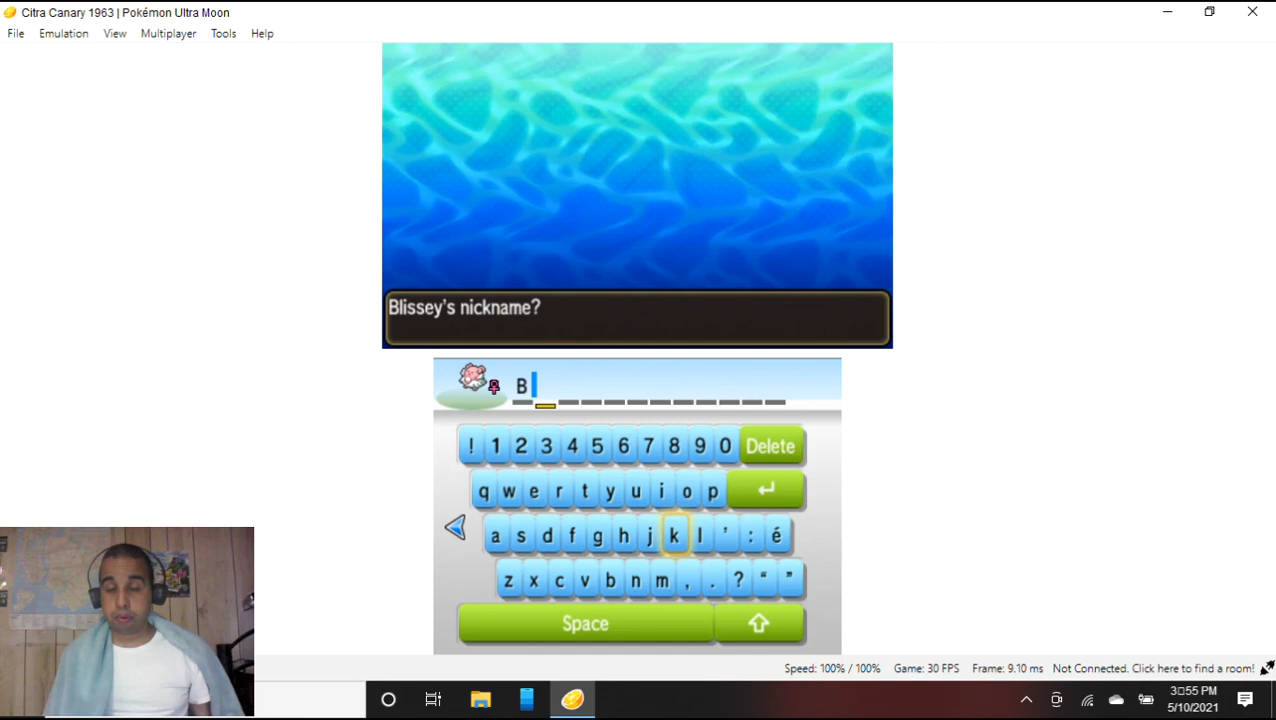 Citra Canary 1963 | Pokémon Ultra Moon
File Emulation View Multiplayer Tools Help
Blissey's nickname?
B
! 1 2 3 4 5 6 7 8 9 0 Delete
q w e r t y u i o p
a s d f g h j k l ' : é
z x c v b n m , . ? “ ”
Space
Speed: 100% / 100% Game: 30 FPS Frame: 9.10 ms Not Connected. Click here to find a room!
3□55 PM
5/10/2021